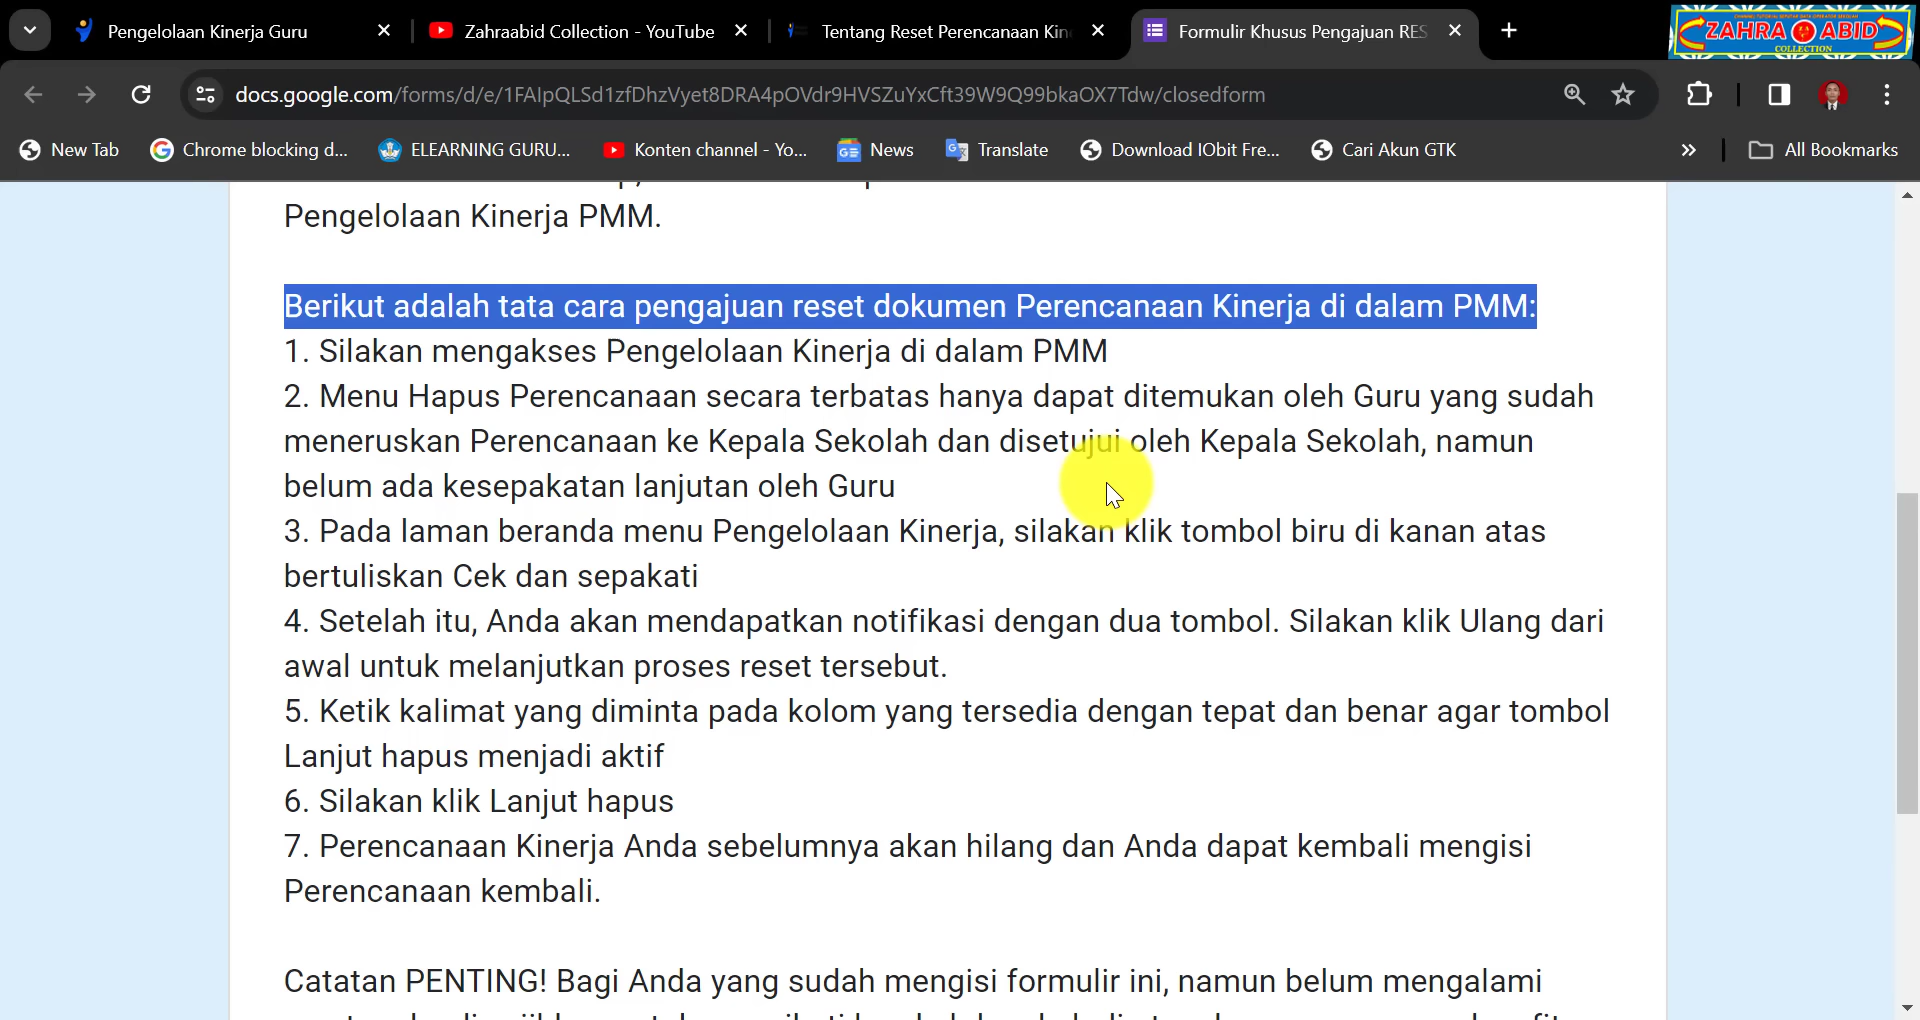 Pengelolaan Kinerja Guru
Zahraabid Collection - YouTube
Tentang Reset Perencanaan Kin
Formulir Khusus Pengajuan RES
ZAHRA ABID
COLLECTION
docs.google.com/forms/d/e/1FAIpQLSd1zfDhzVyet8DRA4pOVdr9HVSZuYxCft39W9Q99bkaOX7Tdw/closedform
New Tab
Chrome blocking d...
ELEARNING GURU...
Konten channel - Yo...
News
Translate
Download IObit Fre...
Cari Akun GTK
All Bookmarks
Pengelolaan Kinerja PMM.
Berikut adalah tata cara pengajuan reset dokumen Perencanaan Kinerja di dalam PMM:
1. Silakan mengakses Pengelolaan Kinerja di dalam PMM
2. Menu Hapus Perencanaan secara terbatas hanya dapat ditemukan oleh Guru yang sudah
meneruskan Perencanaan ke Kepala Sekolah dan disetujui oleh Kepala Sekolah, namun
belum ada kesepakatan lanjutan oleh Guru
3. Pada laman beranda menu Pengelolaan Kinerja, silakan klik tombol biru di kanan atas
bertuliskan Cek dan sepakati
4. Setelah itu, Anda akan mendapatkan notifikasi dengan dua tombol. Silakan klik Ulang dari
awal untuk melanjutkan proses reset tersebut.
5. Ketik kalimat yang diminta pada kolom yang tersedia dengan tepat dan benar agar tombol
Lanjut hapus menjadi aktif
6. Silakan klik Lanjut hapus
7. Perencanaan Kinerja Anda sebelumnya akan hilang dan Anda dapat kembali mengisi
Perencanaan kembali.
Catatan PENTING! Bagi Anda yang sudah mengisi formulir ini, namun belum mengalami